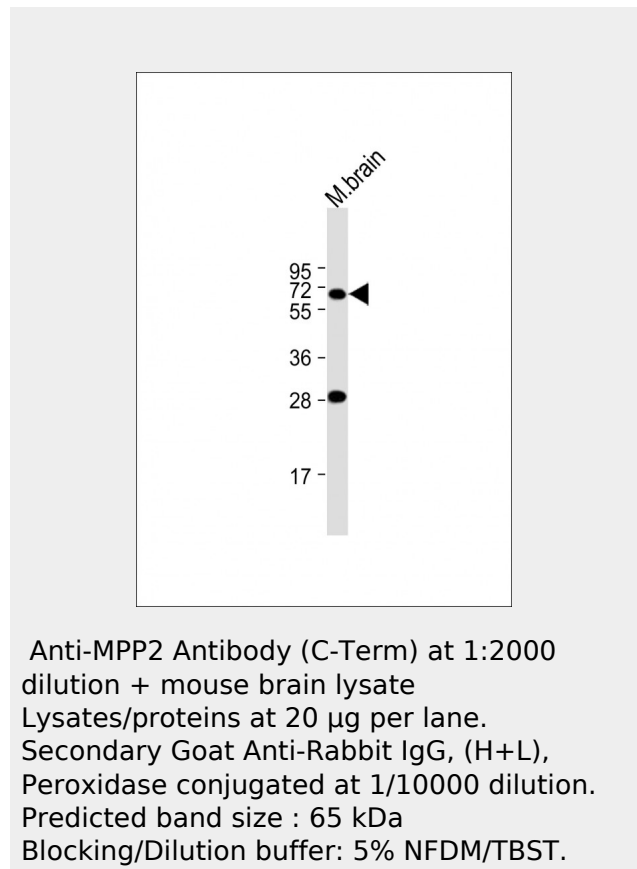 M.brain
95
72
55
36
28
17
Anti-MPP2 Antibody (C-Term) at 1:2000
dilution + mouse brain lysate
Lysates/proteins at 20 μg per lane.
Secondary Goat Anti-Rabbit IgG, (H+L),
Peroxidase conjugated at 1/10000 dilution.
Predicted band size : 65 kDa
Blocking/Dilution buffer: 5% NFDM/TBST.